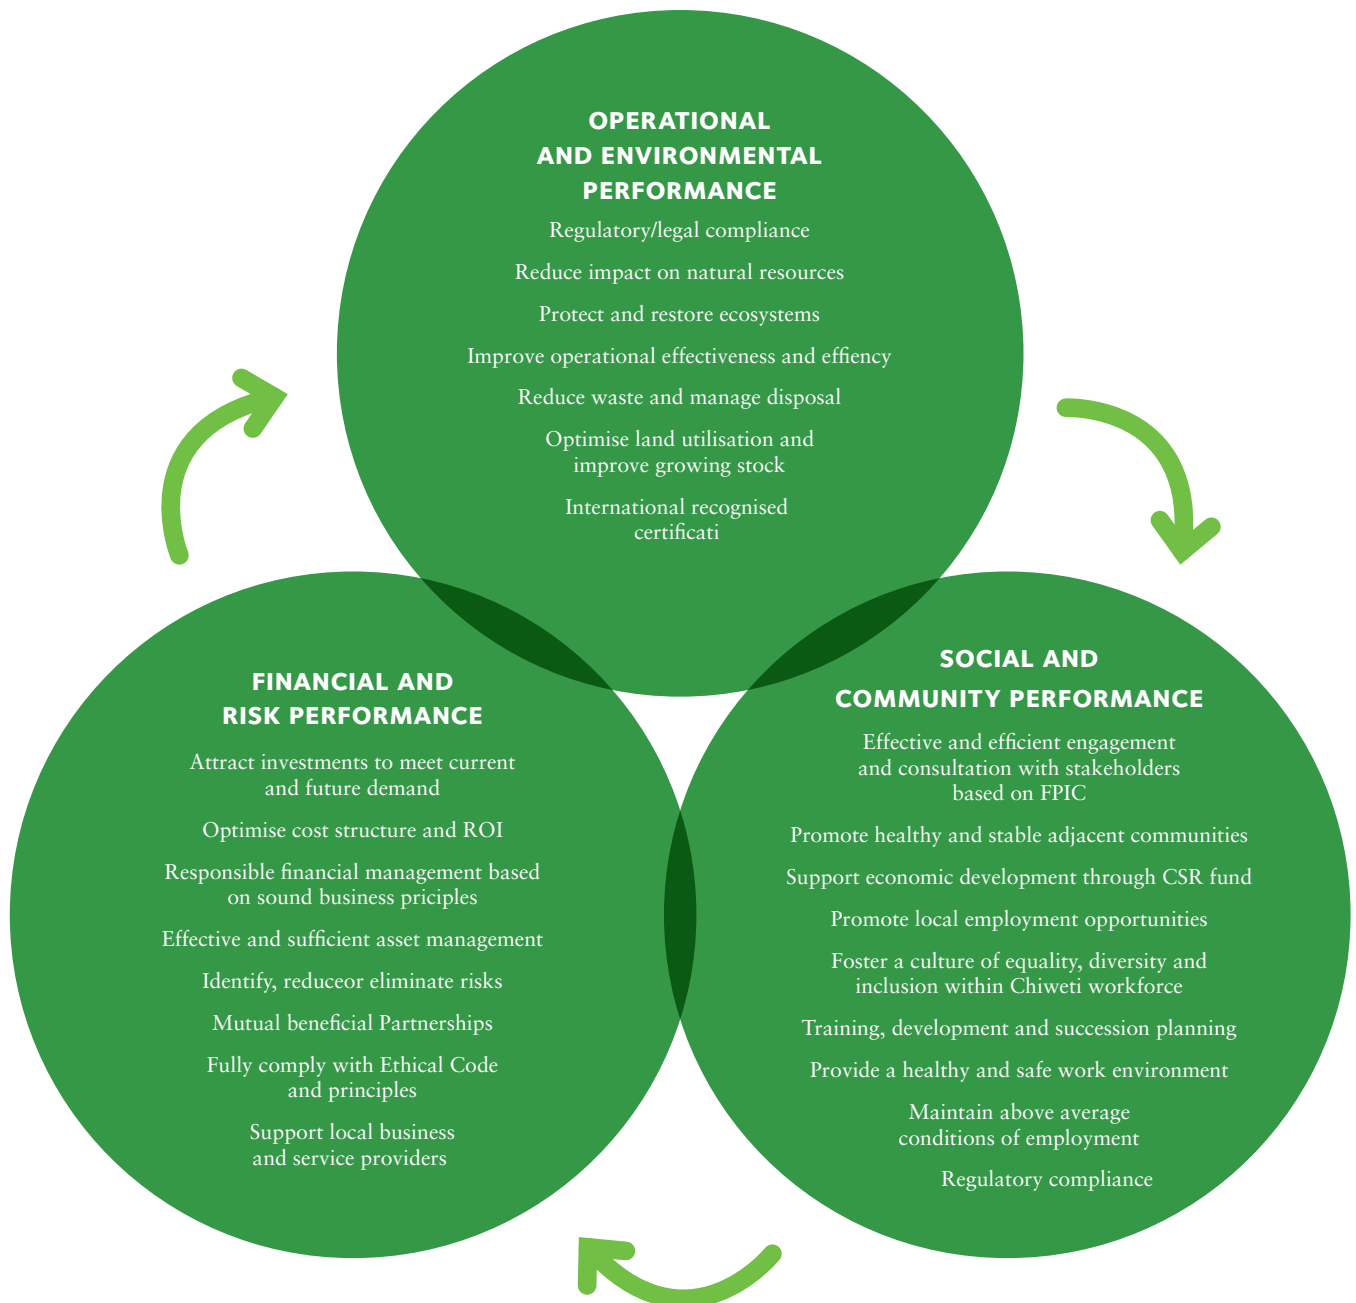 OPERATIONAL
AND ENVIRONMENTAL
PERFORMANCE
Regulatory/legal compliance
Reduce impact on natural resources
Protect and restore ecosystems
Improve operational effectiveness and effiency
Reduce waste and manage disposal
Optimise land utilisation and
improve growing stock
International recognised
certificati
FINANCIAL AND
RISK PERFORMANCE
Attract investments to meet current
and future demand
Optimise cost structure and ROI
Responsible financial management based
on sound business priciples
Effective and sufficient asset management
Identify, reduceor eliminate risks
Mutual beneficial Partnerships
Fully comply with Ethical Code
and principles
Support local business
and service providers
SOCIAL AND
COMMUNITY PERFORMANCE
Effective and efficient engagement
and consultation with stakeholders
based on FPIC
Promote healthy and stable adjacent communities
Support economic development through CSR fund
Promote local employment opportunities
Foster a culture of equality, diversity and
inclusion within Chiweti workforce
Training, development and succession planning
Provide a healthy and safe work environment
Maintain above average
conditions of employment
Regulatory compliance